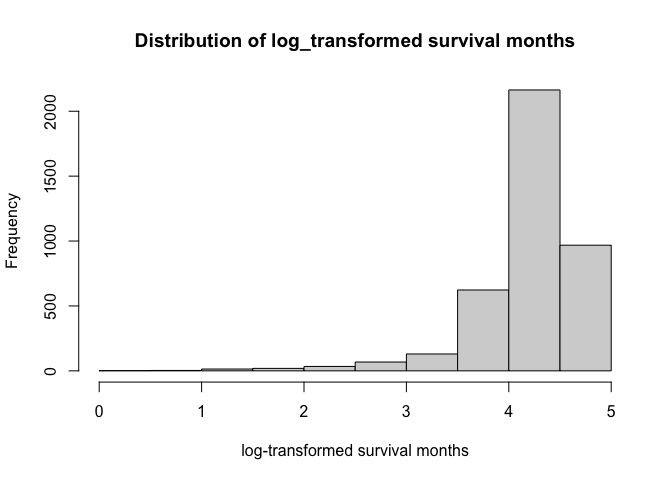 Distribution of log_transformed survival months
Frequency
2000
1500
1000
500
0
0 1 2 3 4 5
log-transformed survival months